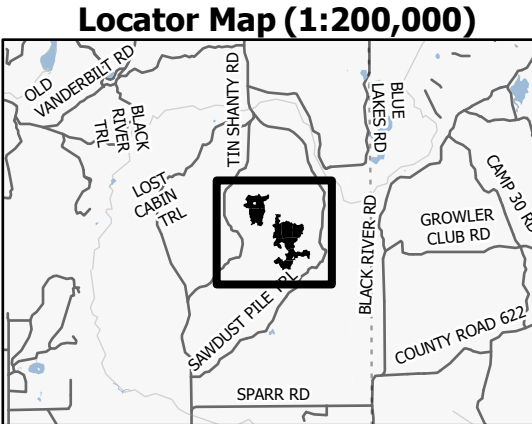 Locator Map (1:200,000)
OLD
VANDERBILT RD
BLACK
RIVER
TRL
TIN SHANTY RD
BLUE
LAKES RD
LOST
CABIN
TRL
CAMP 30 RD
GROWLER
CLUB RD
BLACK RIVER RD
SAWDUST PILE TRL
COUNTY ROAD 622
SPARR RD